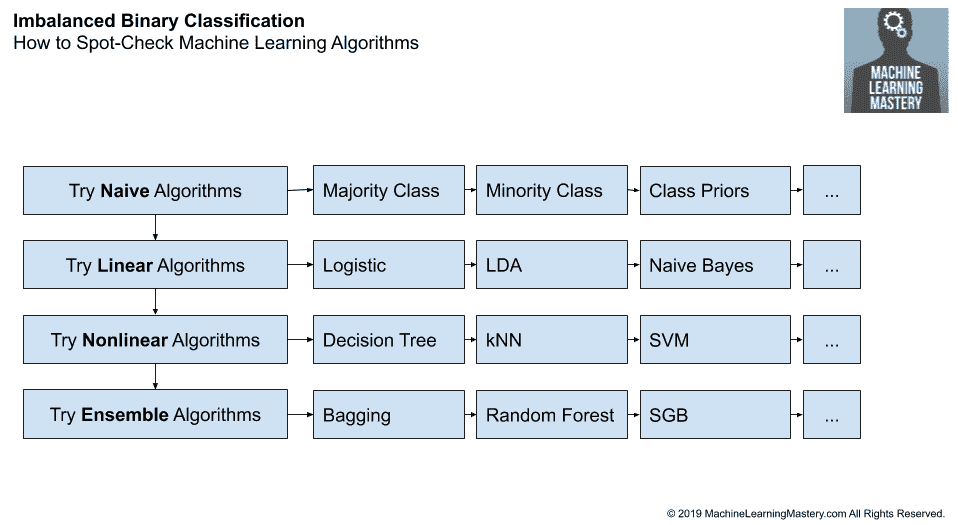 Imbalanced Binary Classification
How to Spot-Check Machine Learning Algorithms
MACHINE
LEARNING
MASTERY
Try Naive Algorithms
Majority Class
Minority Class
Class Priors
...
Try Linear Algorithms
Logistic
LDA
Naive Bayes
...
Try Nonlinear Algorithms
Decision Tree
kNN
SVM
...
Try Ensemble Algorithms
Bagging
Random Forest
SGB
...
© 2019 MachineLearningMastery.com All Rights Reserved.